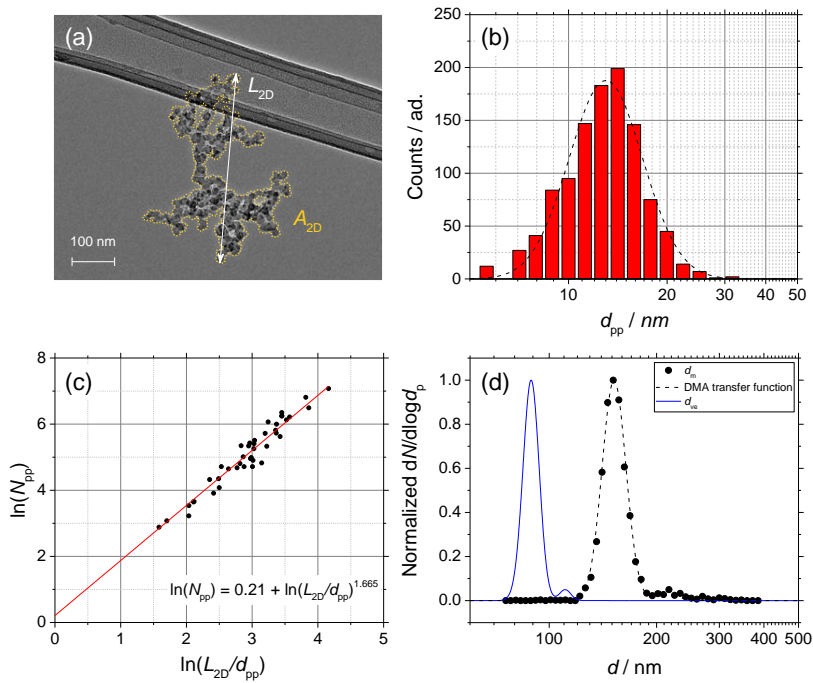 (a)
L2D
A2D
100 nm
(b)
Counts / ad.
250
200
150
100
50
0
10
20
30
40
50
dpp / nm
(c)
ln(Npp)
8
6
4
2
0
ln(Npp) = 0.21 + ln(L2D/dpp)^1.665
0
1
2
3
4
5
ln(L2D/dpp)
(d)
Normalized dN/dlogdp
1.0
0.8
0.6
0.4
0.2
0.0
dm
DMA transfer function
dve
100
200
300
400
500
d / nm